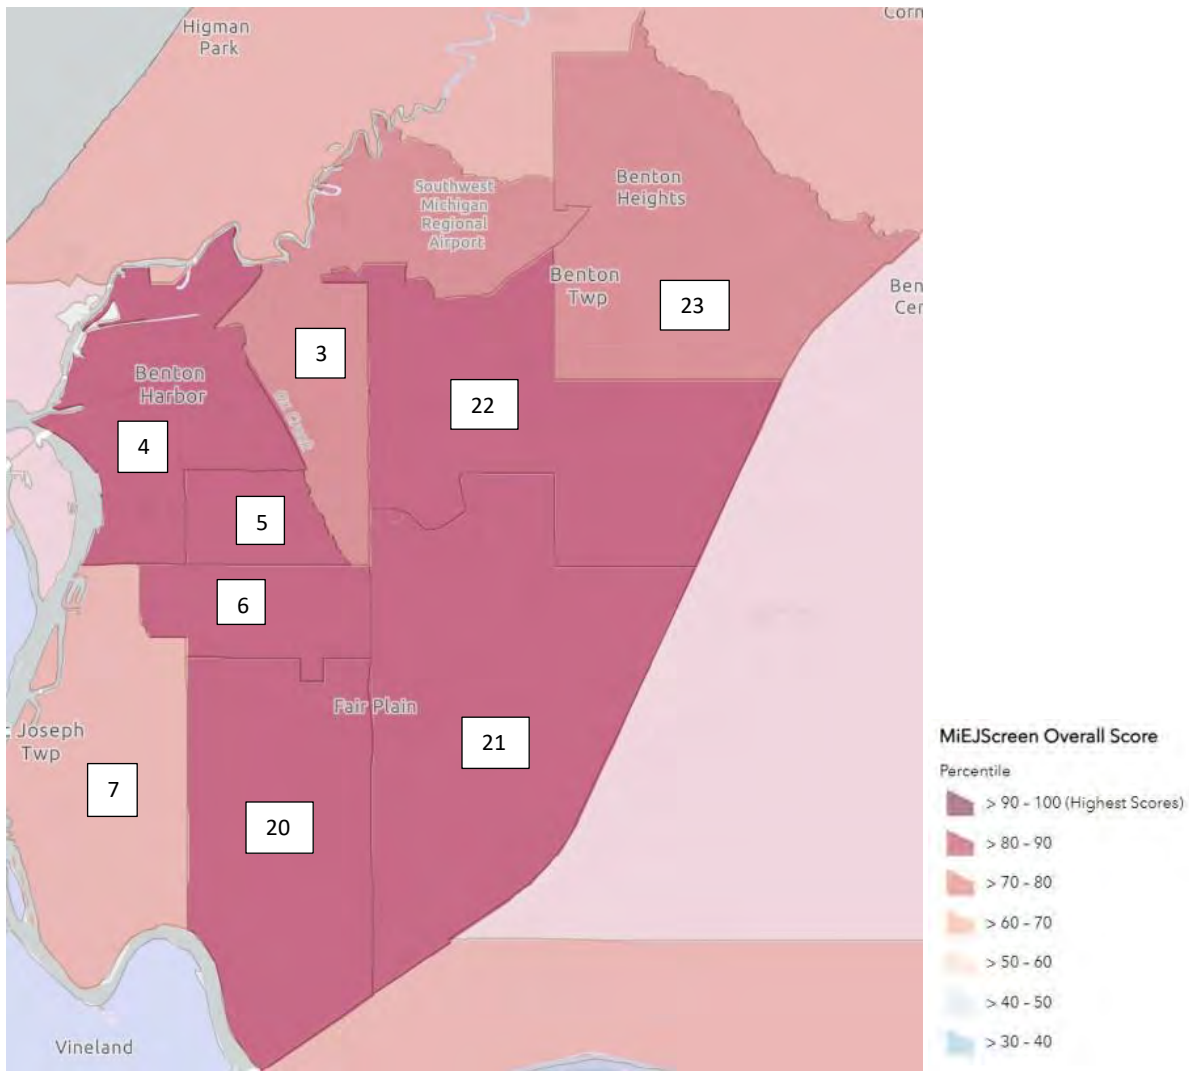 Higman
Park
Corn
Southwest
Michigan
Regional
Airport
Benton
Heights
Benton
Twp
Ben
Cer
23
3
Benton
Harbor
22
4
5
6
Fair Plain
Joseph
Twp
21
7
20
Vineland
MiEJScreen Overall Score
Percentile
> 90 - 100 (Highest Scores)
> 80 - 90
> 70 - 80
> 60 - 70
> 50 - 60
> 40 - 50
> 30 - 40